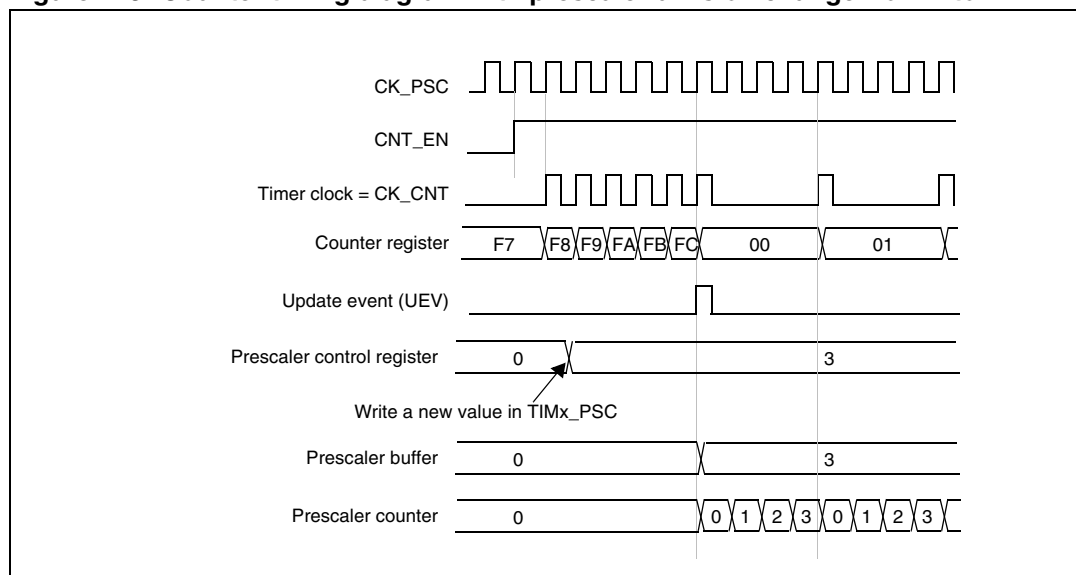 CK_PSC
CNT_EN
Timer clock = CK_CNT
Counter register F7 F8 F9 FA FB FC 00 01
Update event (UEV)
Prescaler control register 0 3
Write a new value in TIMx_PSC
Prescaler buffer 0 3
Prescaler counter 0 0 1 2 3 0 1 2 3